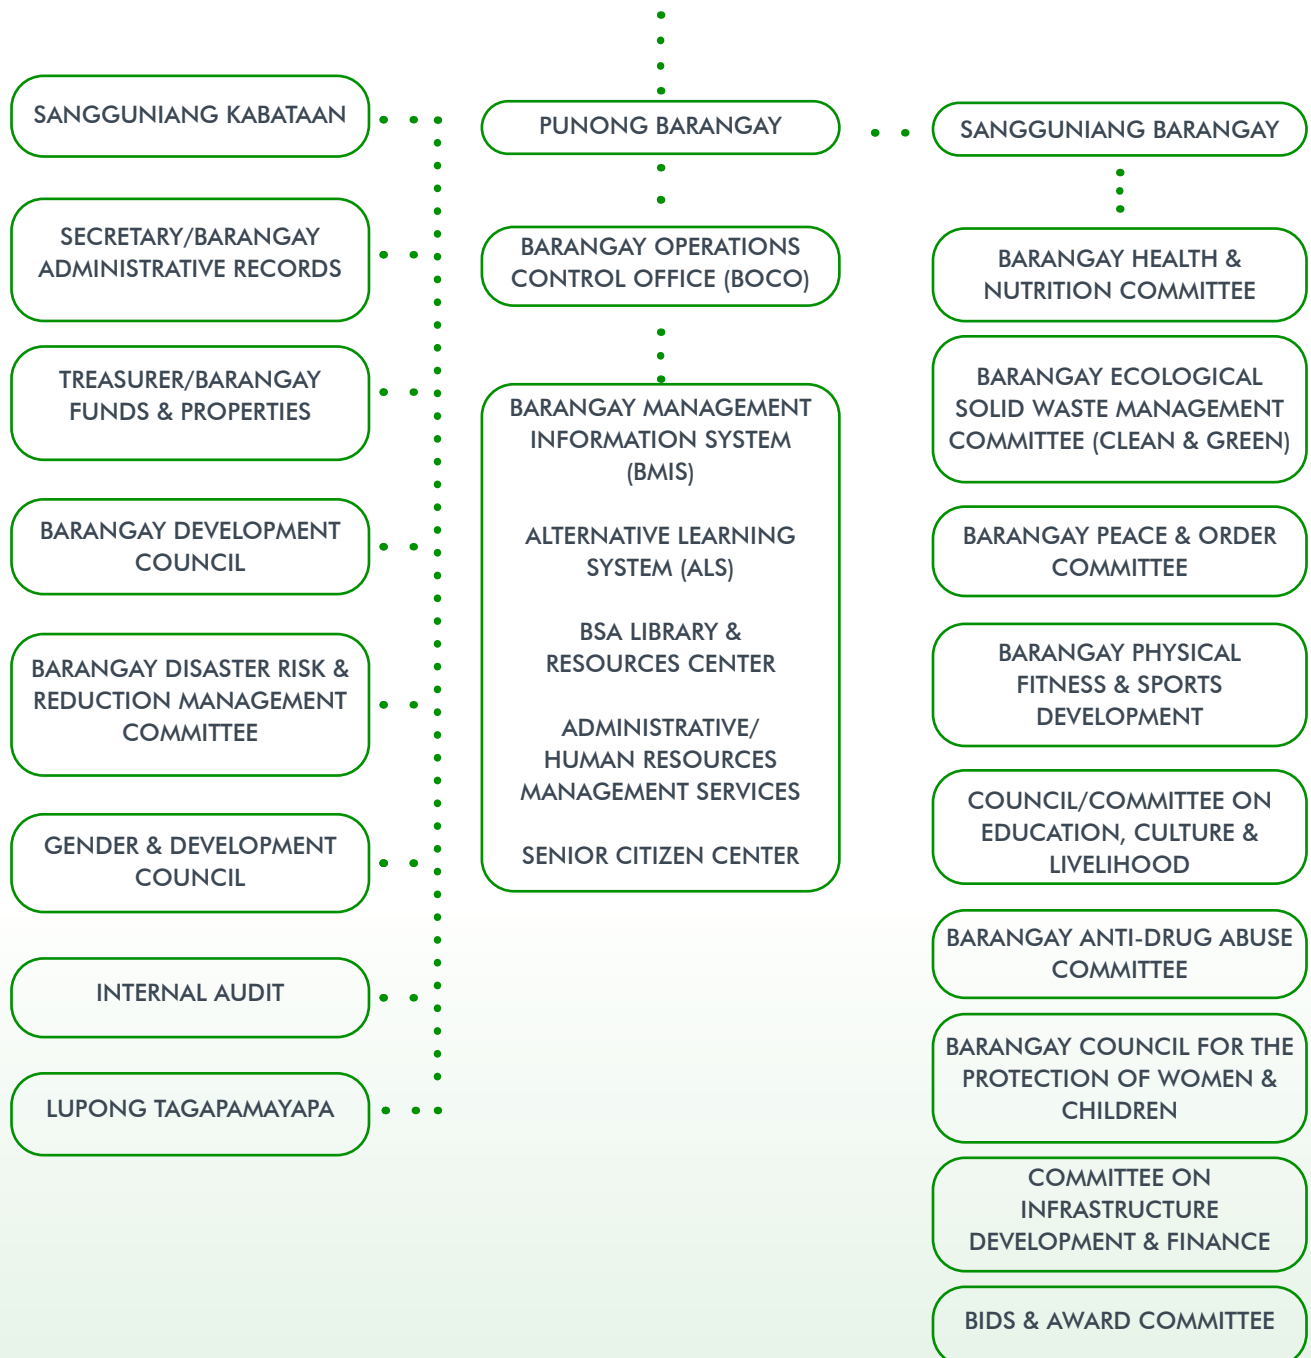 SANGGUNIANG KABATAAN
SECRETARY/BARANGAY
ADMINISTRATIVE RECORDS
TREASURER/BARANGAY
FUNDS & PROPERTIES
BARANGAY DEVELOPMENT
COUNCIL
BARANGAY DISASTER RISK &
REDUCTION MANAGEMENT
COMMITTEE
GENDER & DEVELOPMENT
COUNCIL
INTERNAL AUDIT
LUPONG TAGAPAMAYAPA
PUNONG BARANGAY
BARANGAY OPERATIONS
CONTROL OFFICE (BOCO)
BARANGAY MANAGEMENT
INFORMATION SYSTEM
(BMIS)
ALTERNATIVE LEARNING
SYSTEM (ALS)
BSA LIBRARY &
RESOURCES CENTER
ADMINISTRATIVE/
HUMAN RESOURCES
MANAGEMENT SERVICES
SENIOR CITIZEN CENTER
SANGGUNIANG BARANGAY
BARANGAY HEALTH &
NUTRITION COMMITTEE
BARANGAY ECOLOGICAL
SOLID WASTE MANAGEMENT
COMMITTEE (CLEAN & GREEN)
BARANGAY PEACE & ORDER
COMMITTEE
BARANGAY PHYSICAL
FITNESS & SPORTS
DEVELOPMENT
COUNCIL/COMMITTEE ON
EDUCATION, CULTURE &
LIVELIHOOD
BARANGAY ANTI-DRUG ABUSE
COMMITTEE
BARANGAY COUNCIL FOR THE
PROTECTION OF WOMEN &
CHILDREN
COMMITTEE ON
INFRASTRUCTURE
DEVELOPMENT & FINANCE
BIDS & AWARD COMMITTEE